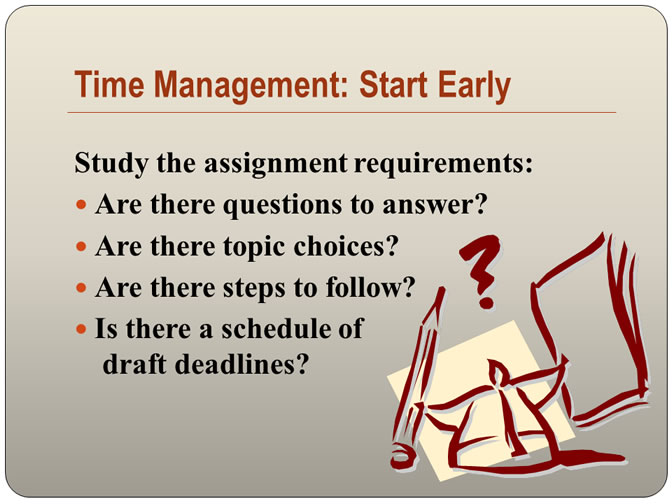 Time Management: Start Early
Study the assignment requirements:
• Are there questions to answer?
• Are there topic choices?
• Are there steps to follow?
• Is there a schedule of
draft deadlines?
?